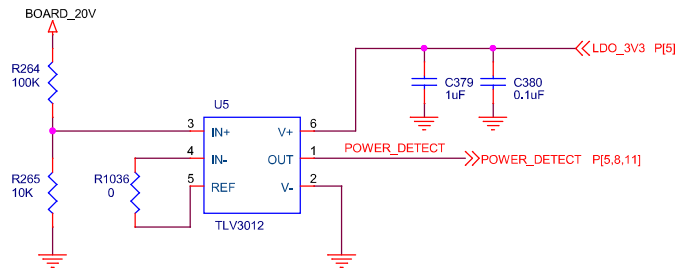 BOARD_20V
LDO_3V3 P[5]
R264
100K
C379
1uF
C380
0.1uF
U5
3 IN+ V+ 6
4 IN- OUT 1
5 REF V- 2
POWER_DETECT
POWER_DETECT P[5,8,11]
R265
10K
R1036
0
TLV3012